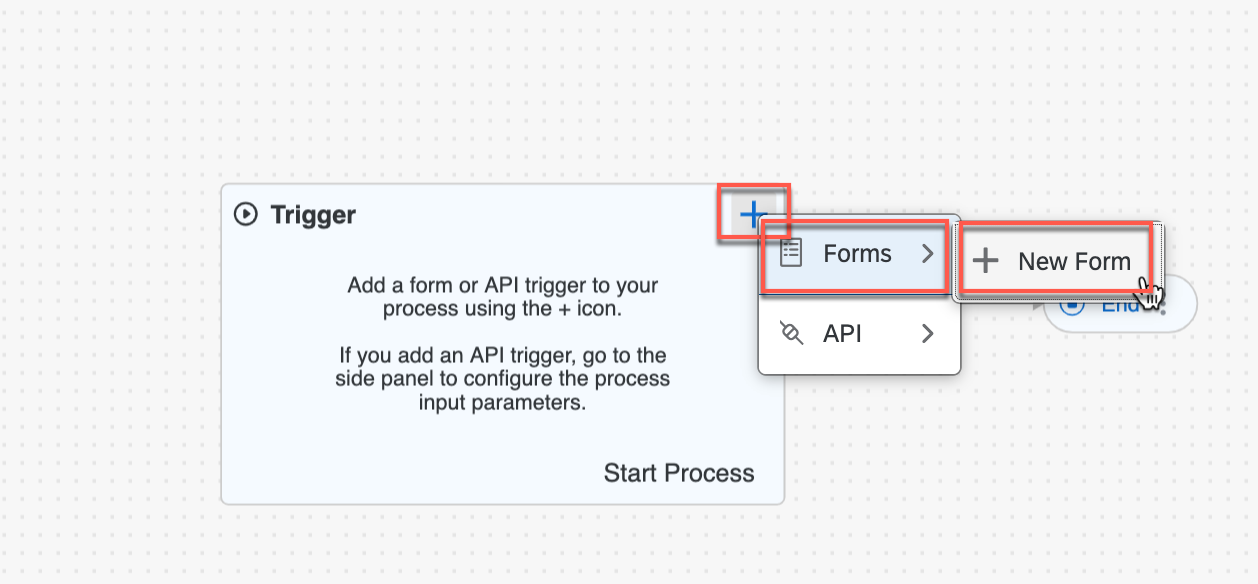 Trigger
Add a form or API trigger to your
process using the + icon.
If you add an API trigger, go to the
side panel to configure the process
input parameters.
Start Process
Forms
API
New Form
End